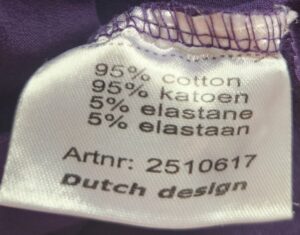 95% cotton
95% katoen
5% elastane
5% elastaan
Artnr: 2510617
Dutch design